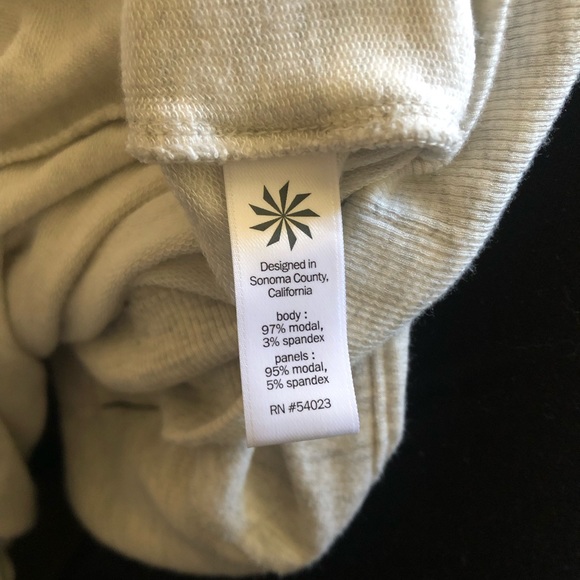 Designed in
Sonoma County,
California
body :
97% modal,
3% spandex
panels :
95% modal,
5% spandex
RN #54023